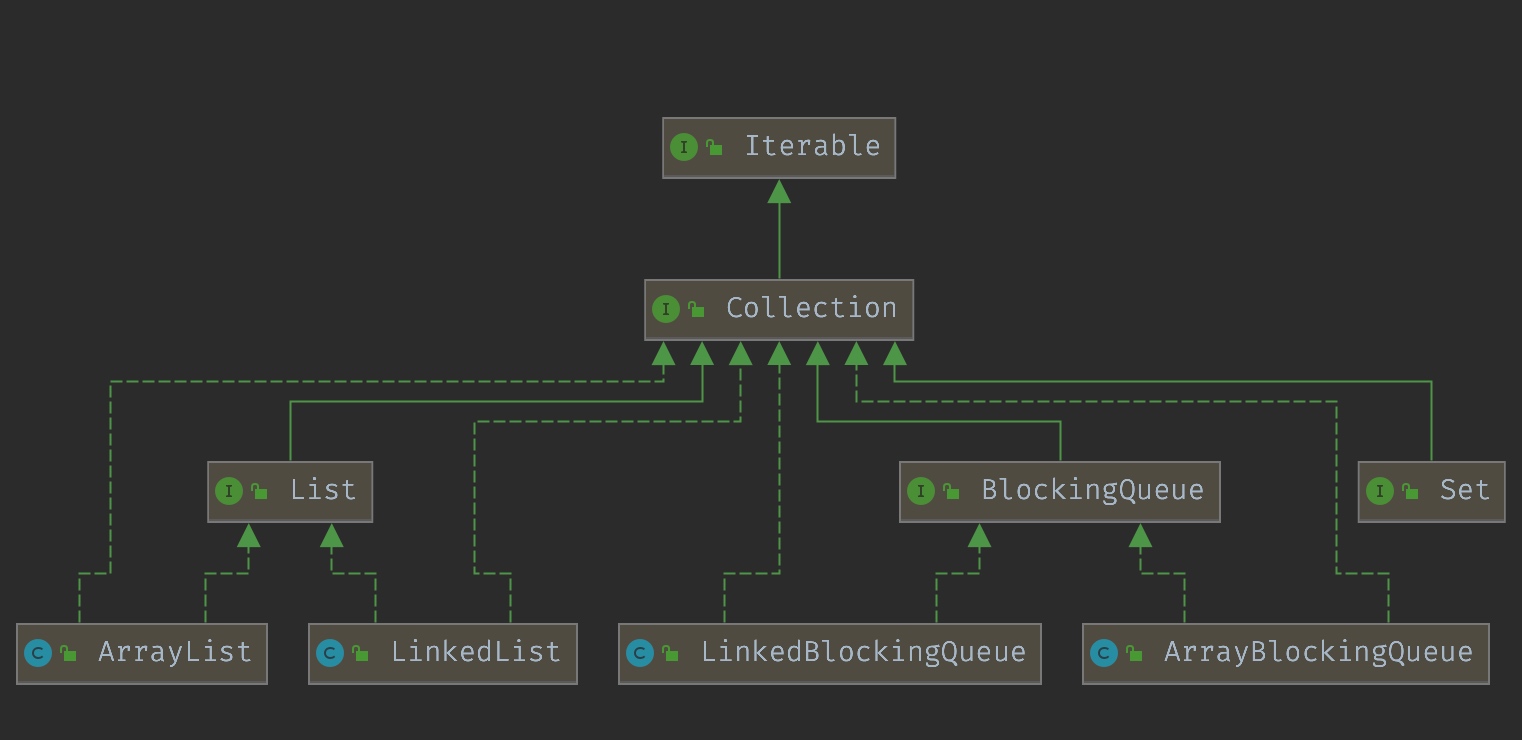 I Iterable
I Collection
I List
I BlockingQueue
I Set
C ArrayList
C LinkedList
C LinkedBlockingQueue
C ArrayBlockingQueue